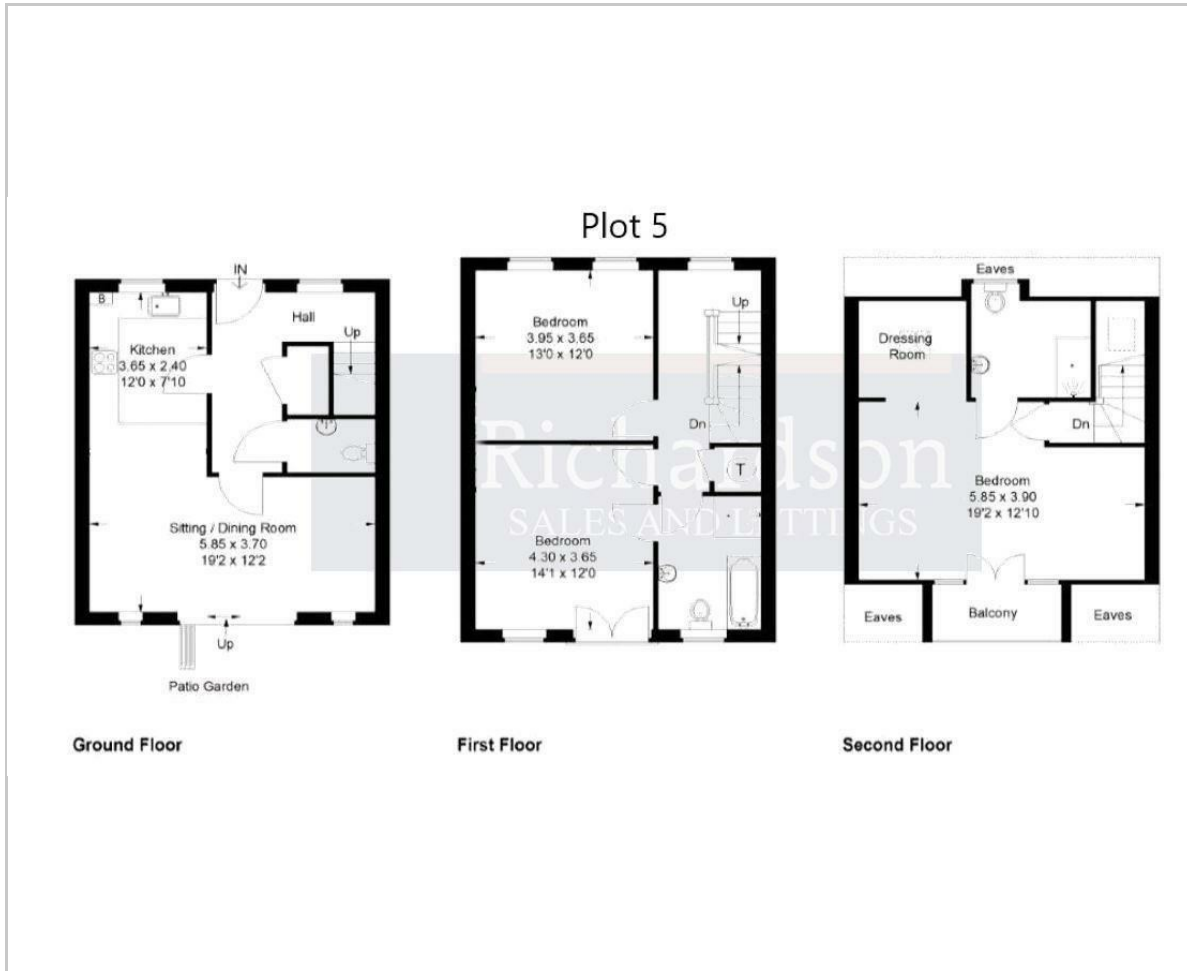 Plot 5
IN
B
Hall
Up
Kitchen
3.65 x 2.40
12'0 x 7'10
Sitting / Dining Room
5.85 x 3.70
19'2 x 12'2
Up
Patio Garden
Ground Floor
Bedroom
3.95 x 3.65
13'0 x 12'0
Up
Dn
T
Bedroom
4.30 x 3.65
14'1 x 12'0
First Floor
Eaves
Dressing
Room
Dn
Bedroom
5.85 x 3.90
19'2 x 12'10
Eaves
Balcony
Eaves
Second Floor
Richardson
SALES AND LETTINGS